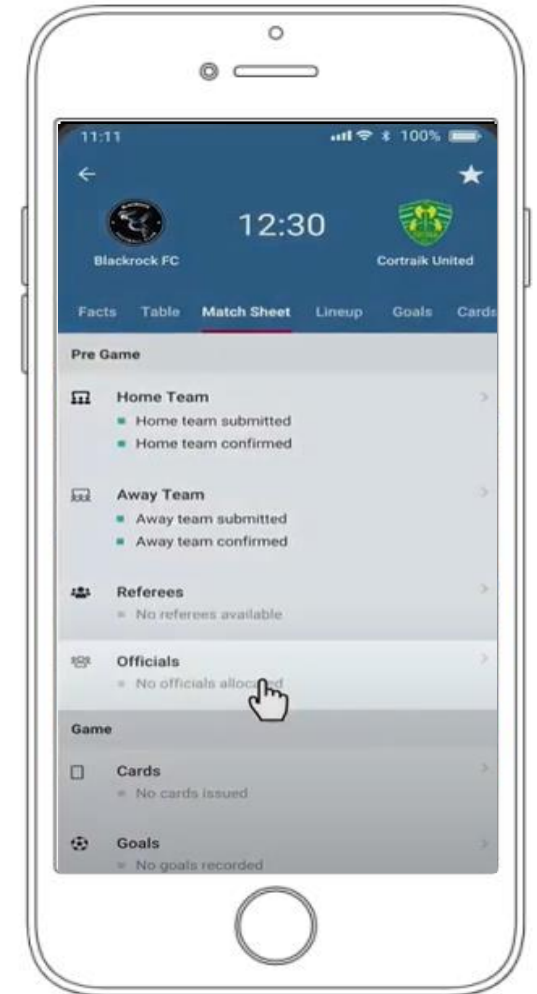 11:11 100%
12:30
Blackrock FC Cortraik United
Facts Table Match Sheet Lineup Goals Cards
Pre Game
Home Team
Home team submitted
Home team confirmed
Away Team
Away team submitted
Away team confirmed
Referees
No referees available
Officials
No officials allocated
Game
Cards
No cards issued
Goals
No goals recorded